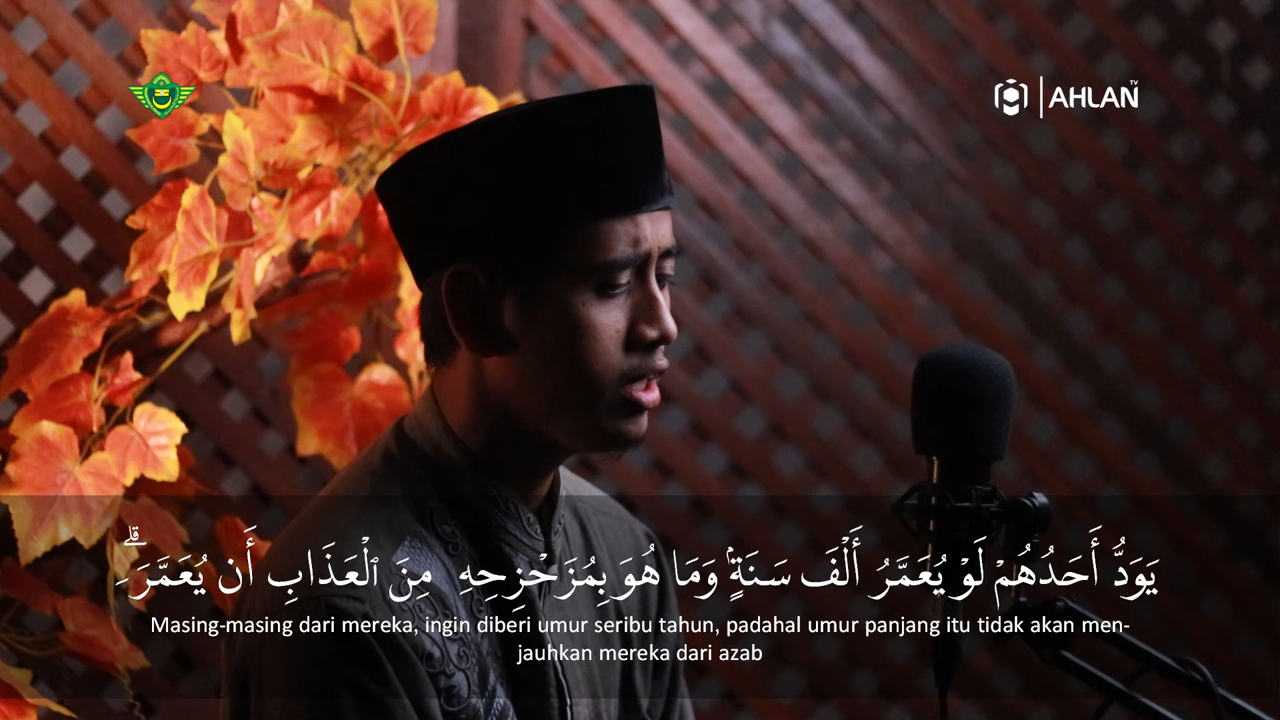 AHLAN TV
يَوَدُّ أَحَدُهُمْ لَوْ يُعَمَّرُ أَلْفَ سَنَةٍۢ وَمَا هُوَ بِمُزَحْزِحِهِۦ مِنَ ٱلْعَذَابِ أَن يُعَمَّرَ ۗ
Masing-masing dari mereka, ingin diberi umur seribu tahun, padahal umur panjang itu tidak akan men-
jauhkan mereka dari azab